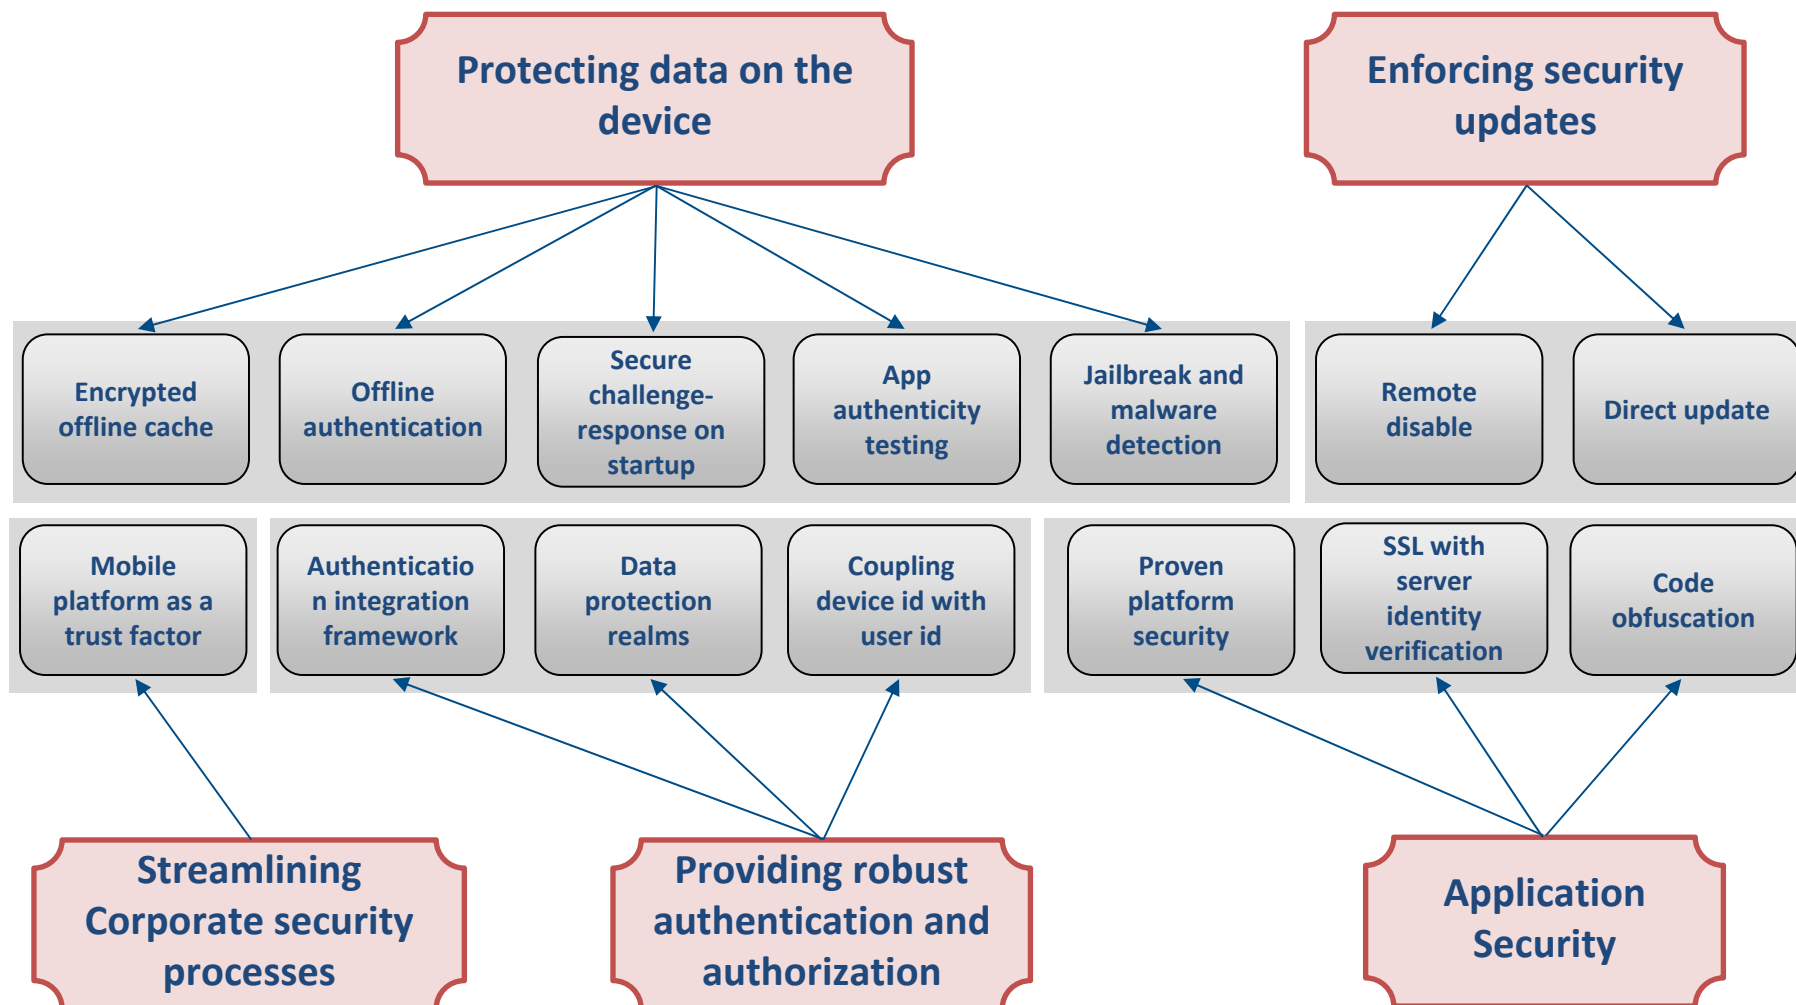 Protecting data on the
device
Enforcing security
updates
Encrypted
offline cache
Offline
authentication
Secure
challenge-
response on
startup
App
authenticity
testing
Jailbreak and
malware
detection
Remote
disable
Direct update
Mobile
platform as a
trust factor
Authenticatio
n integration
framework
Data
protection
realms
Coupling
device id with
user id
Proven
platform
security
SSL with
server
identity
verification
Code
obfuscation
Streamlining
Corporate security
processes
Providing robust
authentication and
authorization
Application
Security